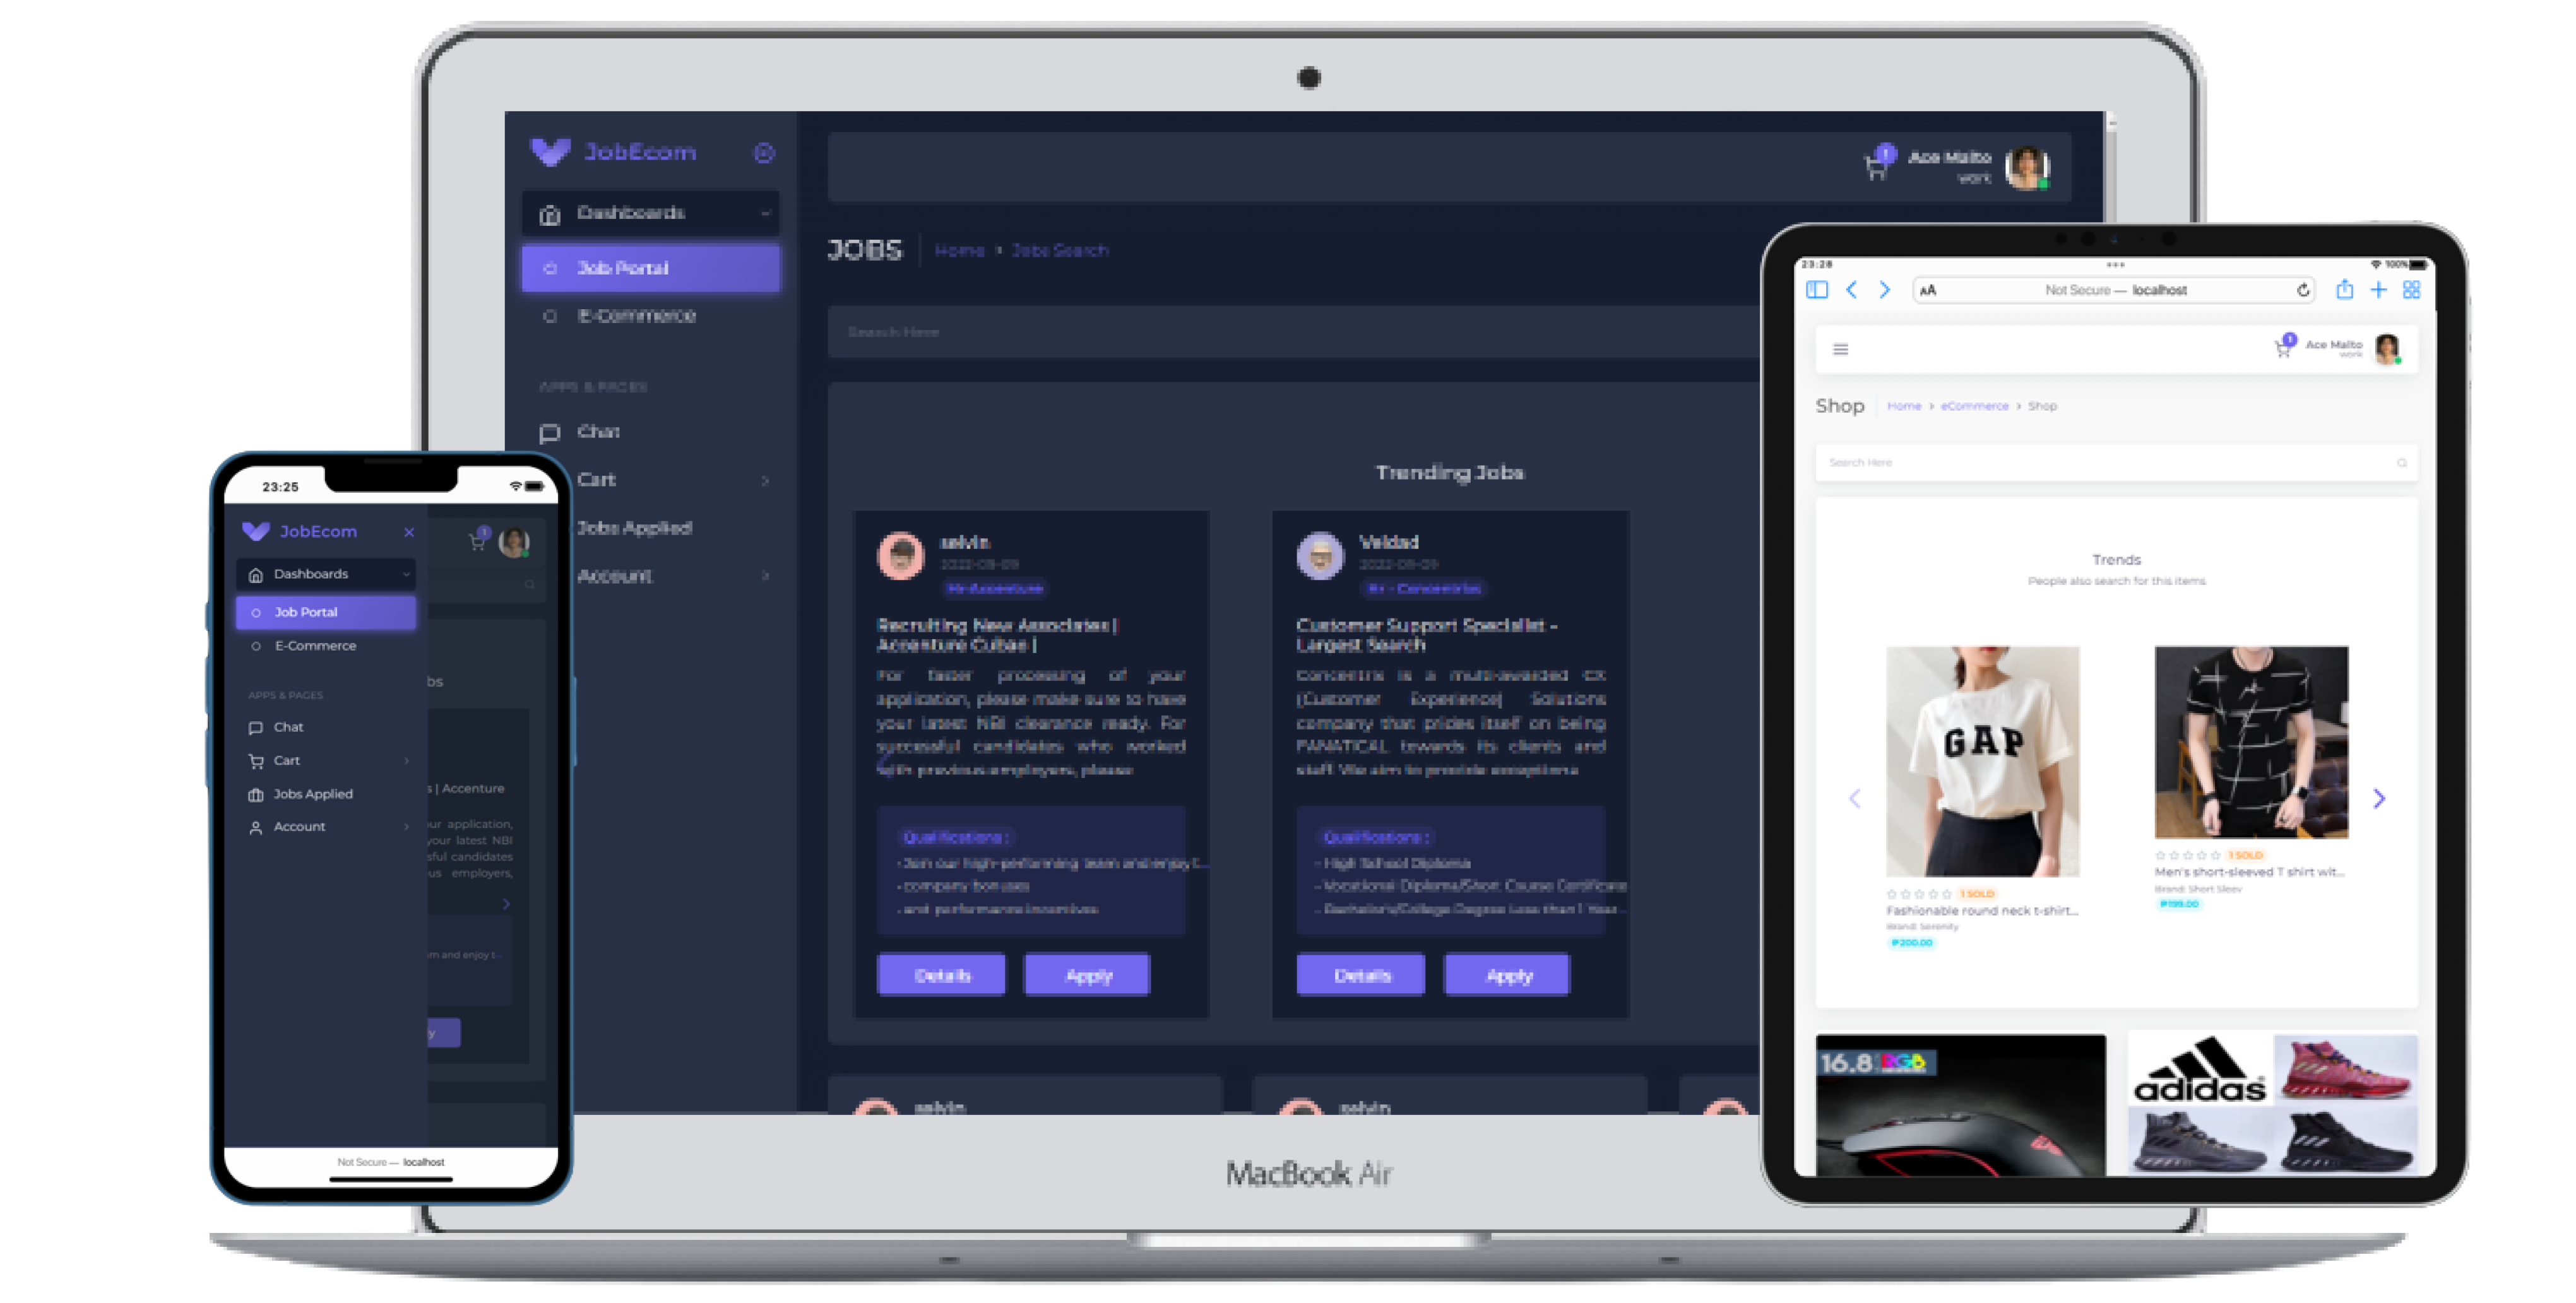 JobEcom
Dashboards
Job Portal
E-Commerce
APPS & PAGES
Chat
Cart
Jobs Applied
Account
1
Ace Malto
work
JOBS
Home > Jobs Search
Search Here
Trending Jobs
selvin
2022-09-09
Hr-Accenture
Recruiting New Associates |
Accenture Cubao |
For faster processing of your
application, please make sure to have
your latest NBI clearance ready. For
successful candidates who worked
with previous employers, please
Qualifications :
- Join our high-performing team and enjoy t...
- company bonuses
- and performance incentives
Details
Apply
Veldad
2022-09-09
Hr - Concentrix
Customer Support Specialist -
Largest Search
Concentrix is a multi-awarded CX
(Customer Experience) Solutions
company that prides itself on being
FANATICAL towards its clients and
staff. We aim to provide exceptiona
Qualifications :
- High School Diploma
- Vocational Diploma/Short Course Certificate
- Bachelor's/College Degree Less than 1 Year...
Details
Apply
selvin
selvin
MacBook Air
23:25
JobEcom
Dashboards
Job Portal
E-Commerce
APPS & PAGES
Chat
Cart
Jobs Applied
Account
1
bs
s | Accenture
ur application,
your latest NBI
sful candidates
us employers,
m and enjoy t...
y
Not Secure — localhost
23:28
100%
AA
Not Secure — localhost
1
Ace Malto
work
Shop
Home > eCommerce > Shop
Search Here
Trends
People also search for this items
GAP
1 SOLD
Fashionable round neck t-shirt...
Brand: Serenity
₱200.00
1 SOLD
Men's short-sleeved T shirt wit...
Brand: Short Sleev
₱199.00
16.8 RGB
adidas